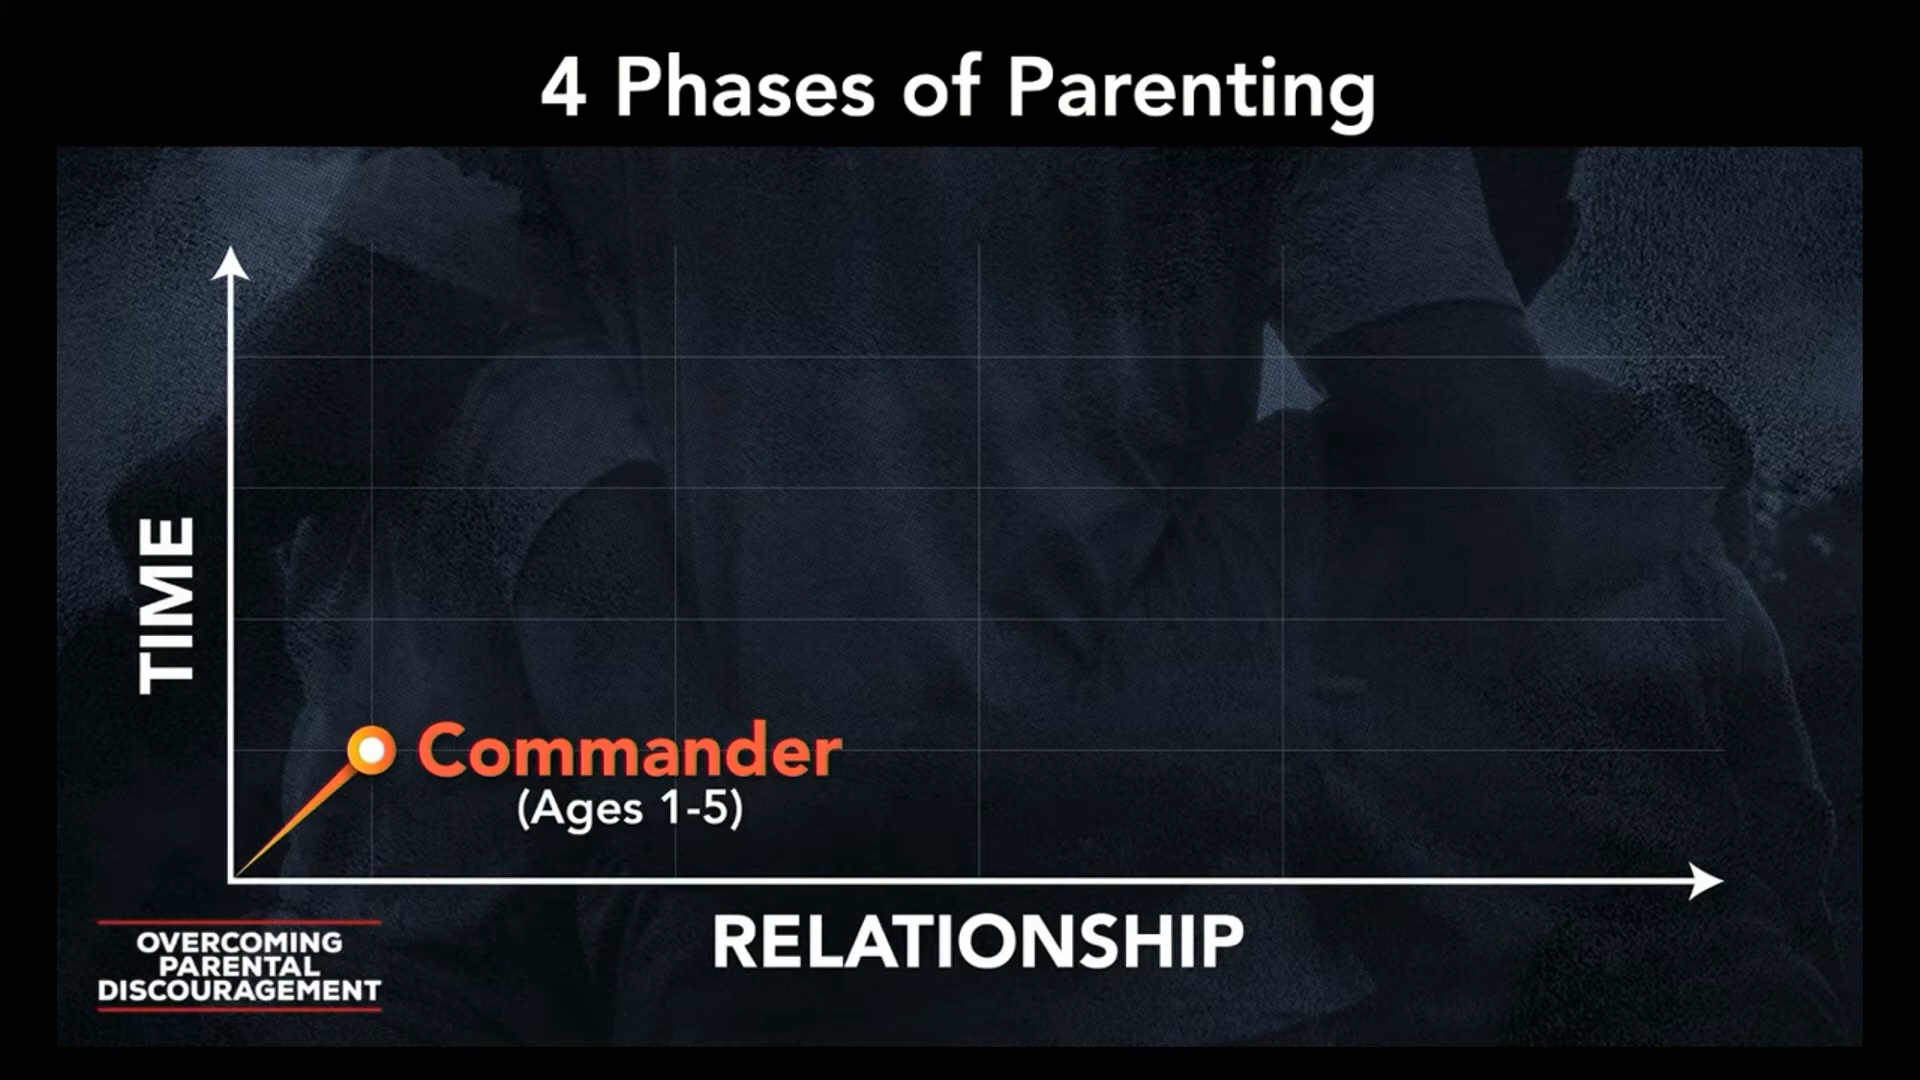 4 Phases of Parenting
TIME
Commander
(Ages 1-5)
RELATIONSHIP
OVERCOMING
PARENTAL
DISCOURAGEMENT